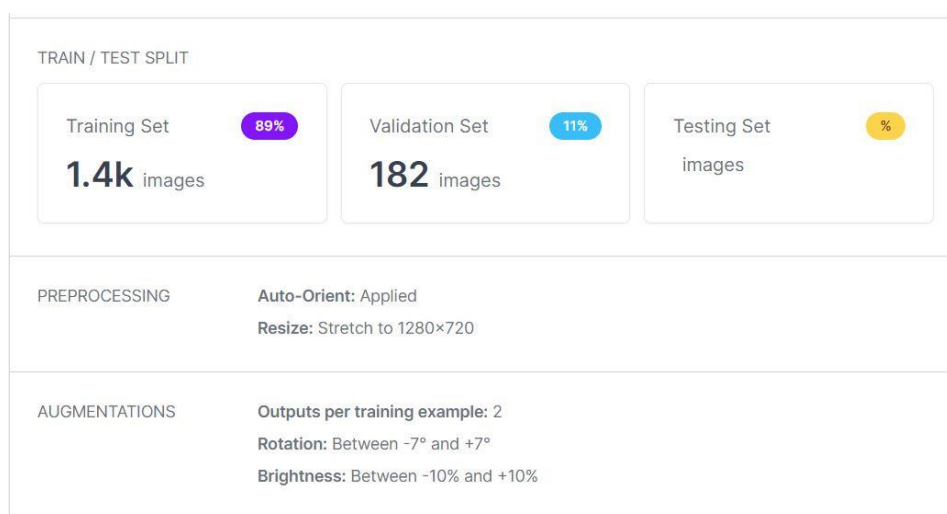 TRAIN / TEST SPLIT
Training Set 89%
1.4k images
Validation Set 11%
182 images
Testing Set %
images
PREPROCESSING
Auto-Orient: Applied
Resize: Stretch to 1280×720
AUGMENTATIONS
Outputs per training example: 2
Rotation: Between -7° and +7°
Brightness: Between -10% and +10%